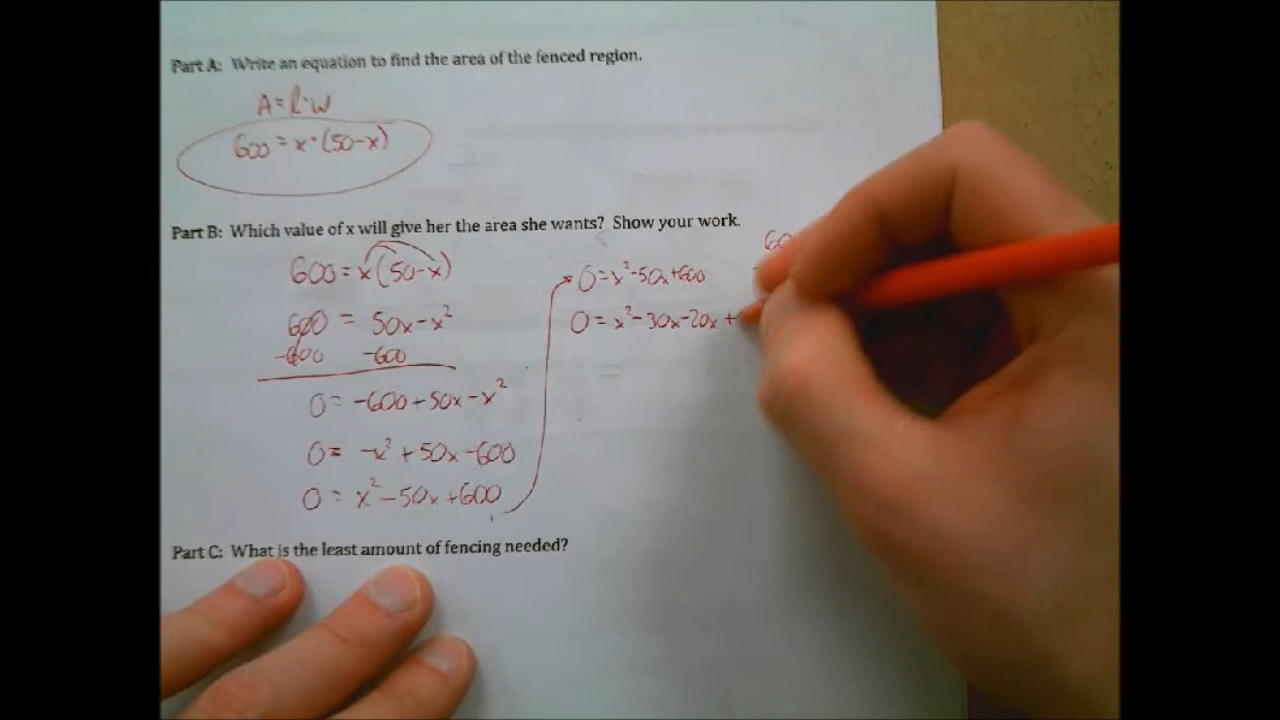 Part A: Write an equation to find the area of the fenced region.
A = l·w
600 = x·(50-x)
Part B: Which value of x will give her the area she wants? Show your work.
600 = x(50-x)
600 = 50x-x²
-600 -600
0 = -600+50x-x²
0 = -x²+50x-600
0 = x²-50x+600
0=x²-50x+600
0 = x²-30x-20x+
Part C: What is the least amount of fencing needed?